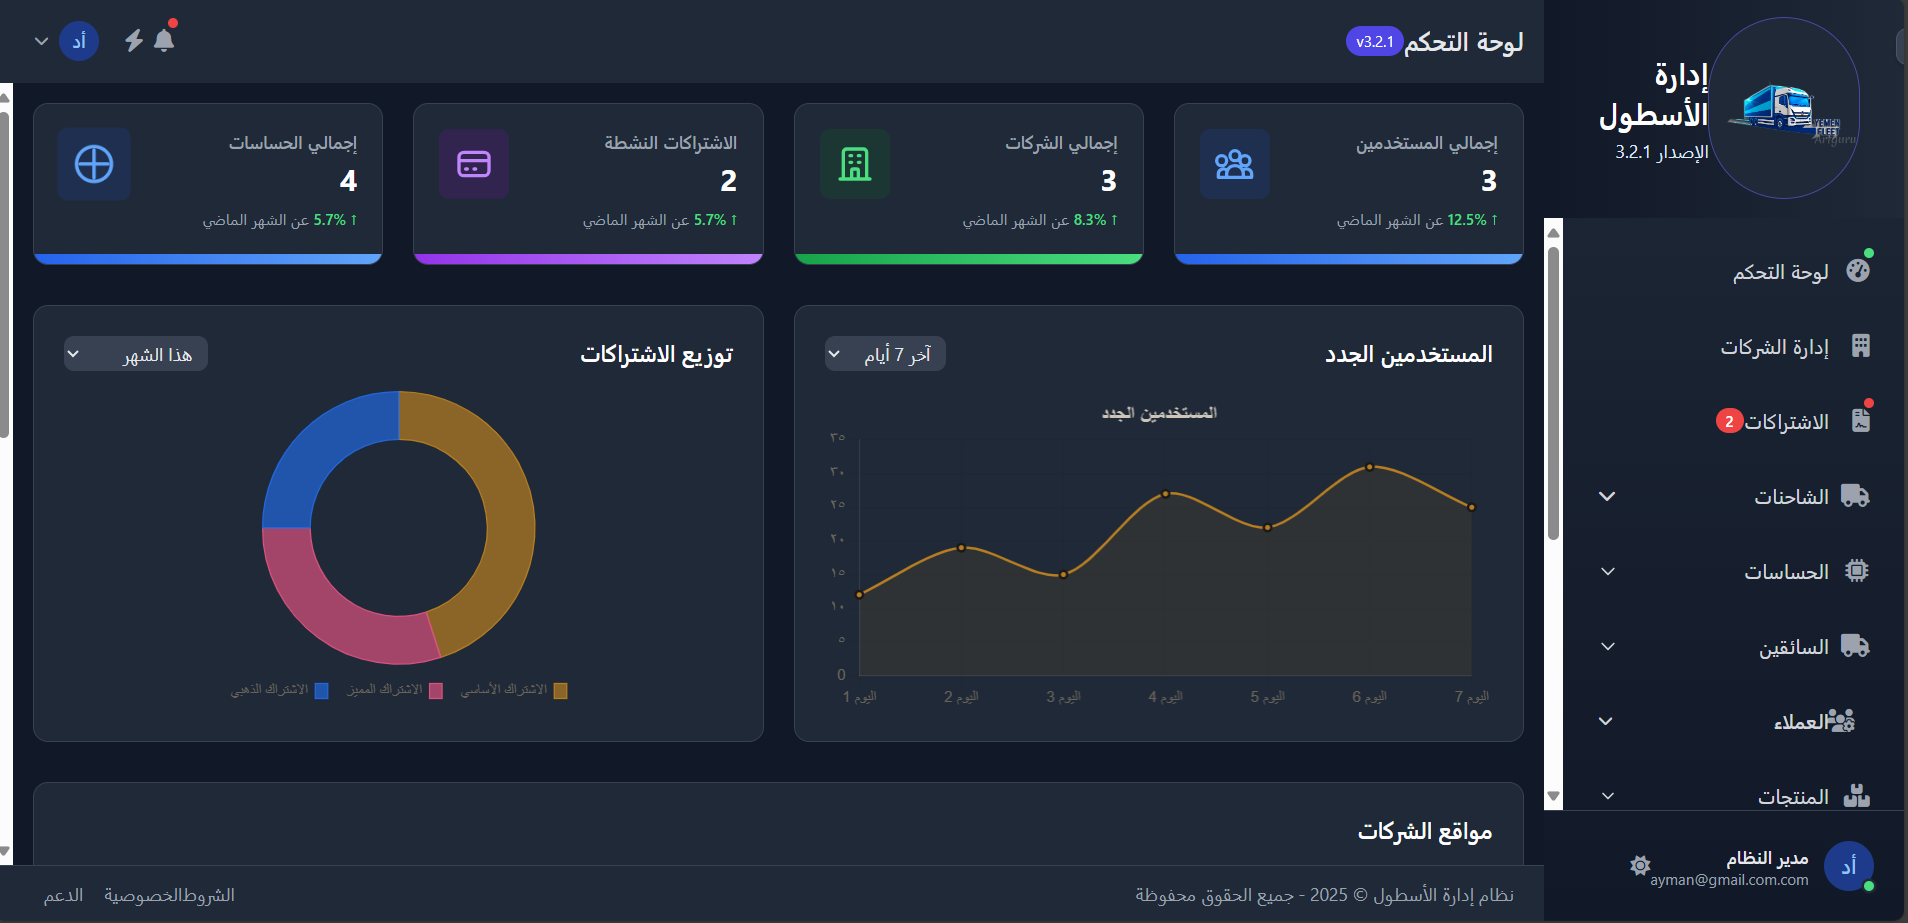 إدارة
الأسطول
الإصدار 3.2.1
YEMEN
FLEET
Artguru
لوحة التحكم
إدارة الشركات
الاشتراكات 2
الشاحنات
الحساسات
السائقين
العملاء
المنتجات
أد
مدير النظام
ayman@gmail.com.com
لوحة التحكم v3.2.1
أد
إجمالي المستخدمين
3
↑ 12.5% عن الشهر الماضي
إجمالي الشركات
3
↑ 8.3% عن الشهر الماضي
الاشتراكات النشطة
2
↑ 5.7% عن الشهر الماضي
إجمالي الحساسات
4
↑ 5.7% عن الشهر الماضي
المستخدمين الجدد
آخر 7 أيام
المستخدمين الجدد
٣٥
٣٠
٢٥
٢٠
١٥
١٠
٥
0
اليوم 1
اليوم 2
اليوم 3
اليوم 4
اليوم 5
اليوم 6
اليوم 7
توزيع الاشتراكات
هذا الشهر
الاشتراك الأساسي
الاشتراك المميز
الاشتراك الذهبي
مواقع الشركات
نظام إدارة الأسطول © 2025 - جميع الحقوق محفوظة
الشروطالخصوصية
الدعم